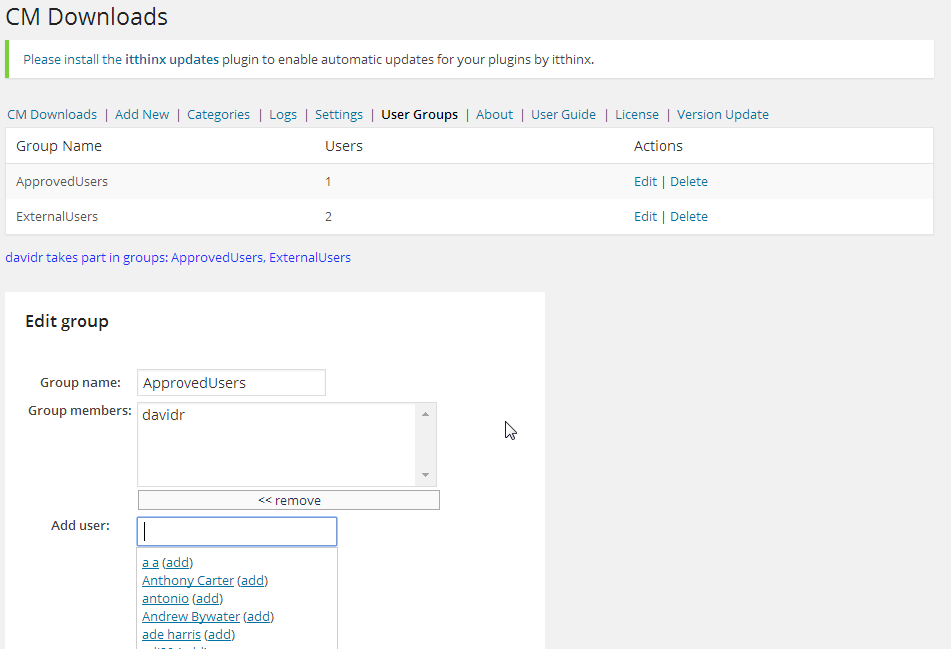 CM Downloads
Please install the itthinx updates plugin to enable automatic updates for your plugins by itthinx.
CM Downloads | Add New | Categories | Logs | Settings | User Groups | About | User Guide | License | Version Update
Group Name Users Actions
ApprovedUsers 1 Edit | Delete
ExternalUsers 2 Edit | Delete
davidr takes part in groups: ApprovedUsers, ExternalUsers
Edit group
Group name: ApprovedUsers
Group members: davidr
<< remove
Add user:
a a (add)
Anthony Carter (add)
antonio (add)
Andrew Bywater (add)
ade harris (add)